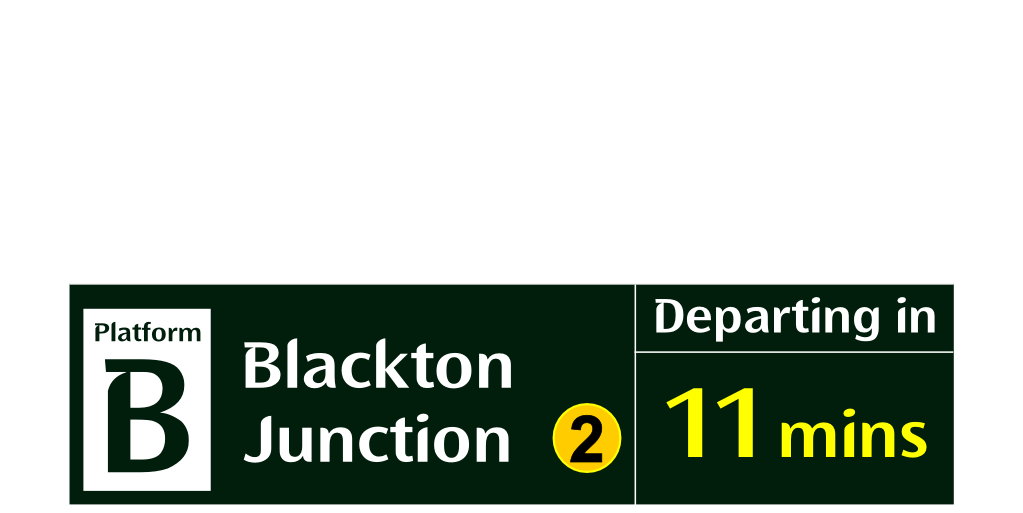 Platform
B
Blackton
Junction
2
Departing in
11 mins